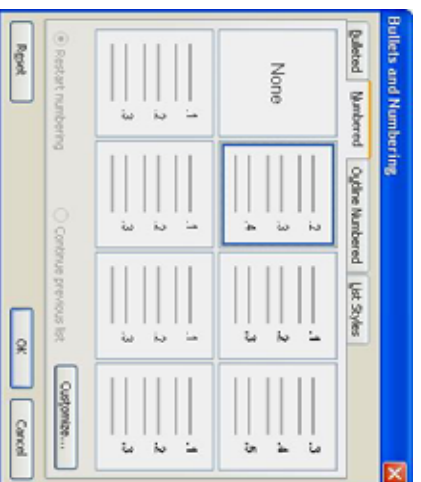 Bullets and Numbering
Bulleted Numbered Outline Numbered List Styles
.2 .1 .3
None .3 .2 .4
.4 .3 .5
.1 .1 .1 .1
.2 .2 .2 .2
.3 .3 .3 .3
Restart numbering Continue previous list Customize...
Reset OK Cancel